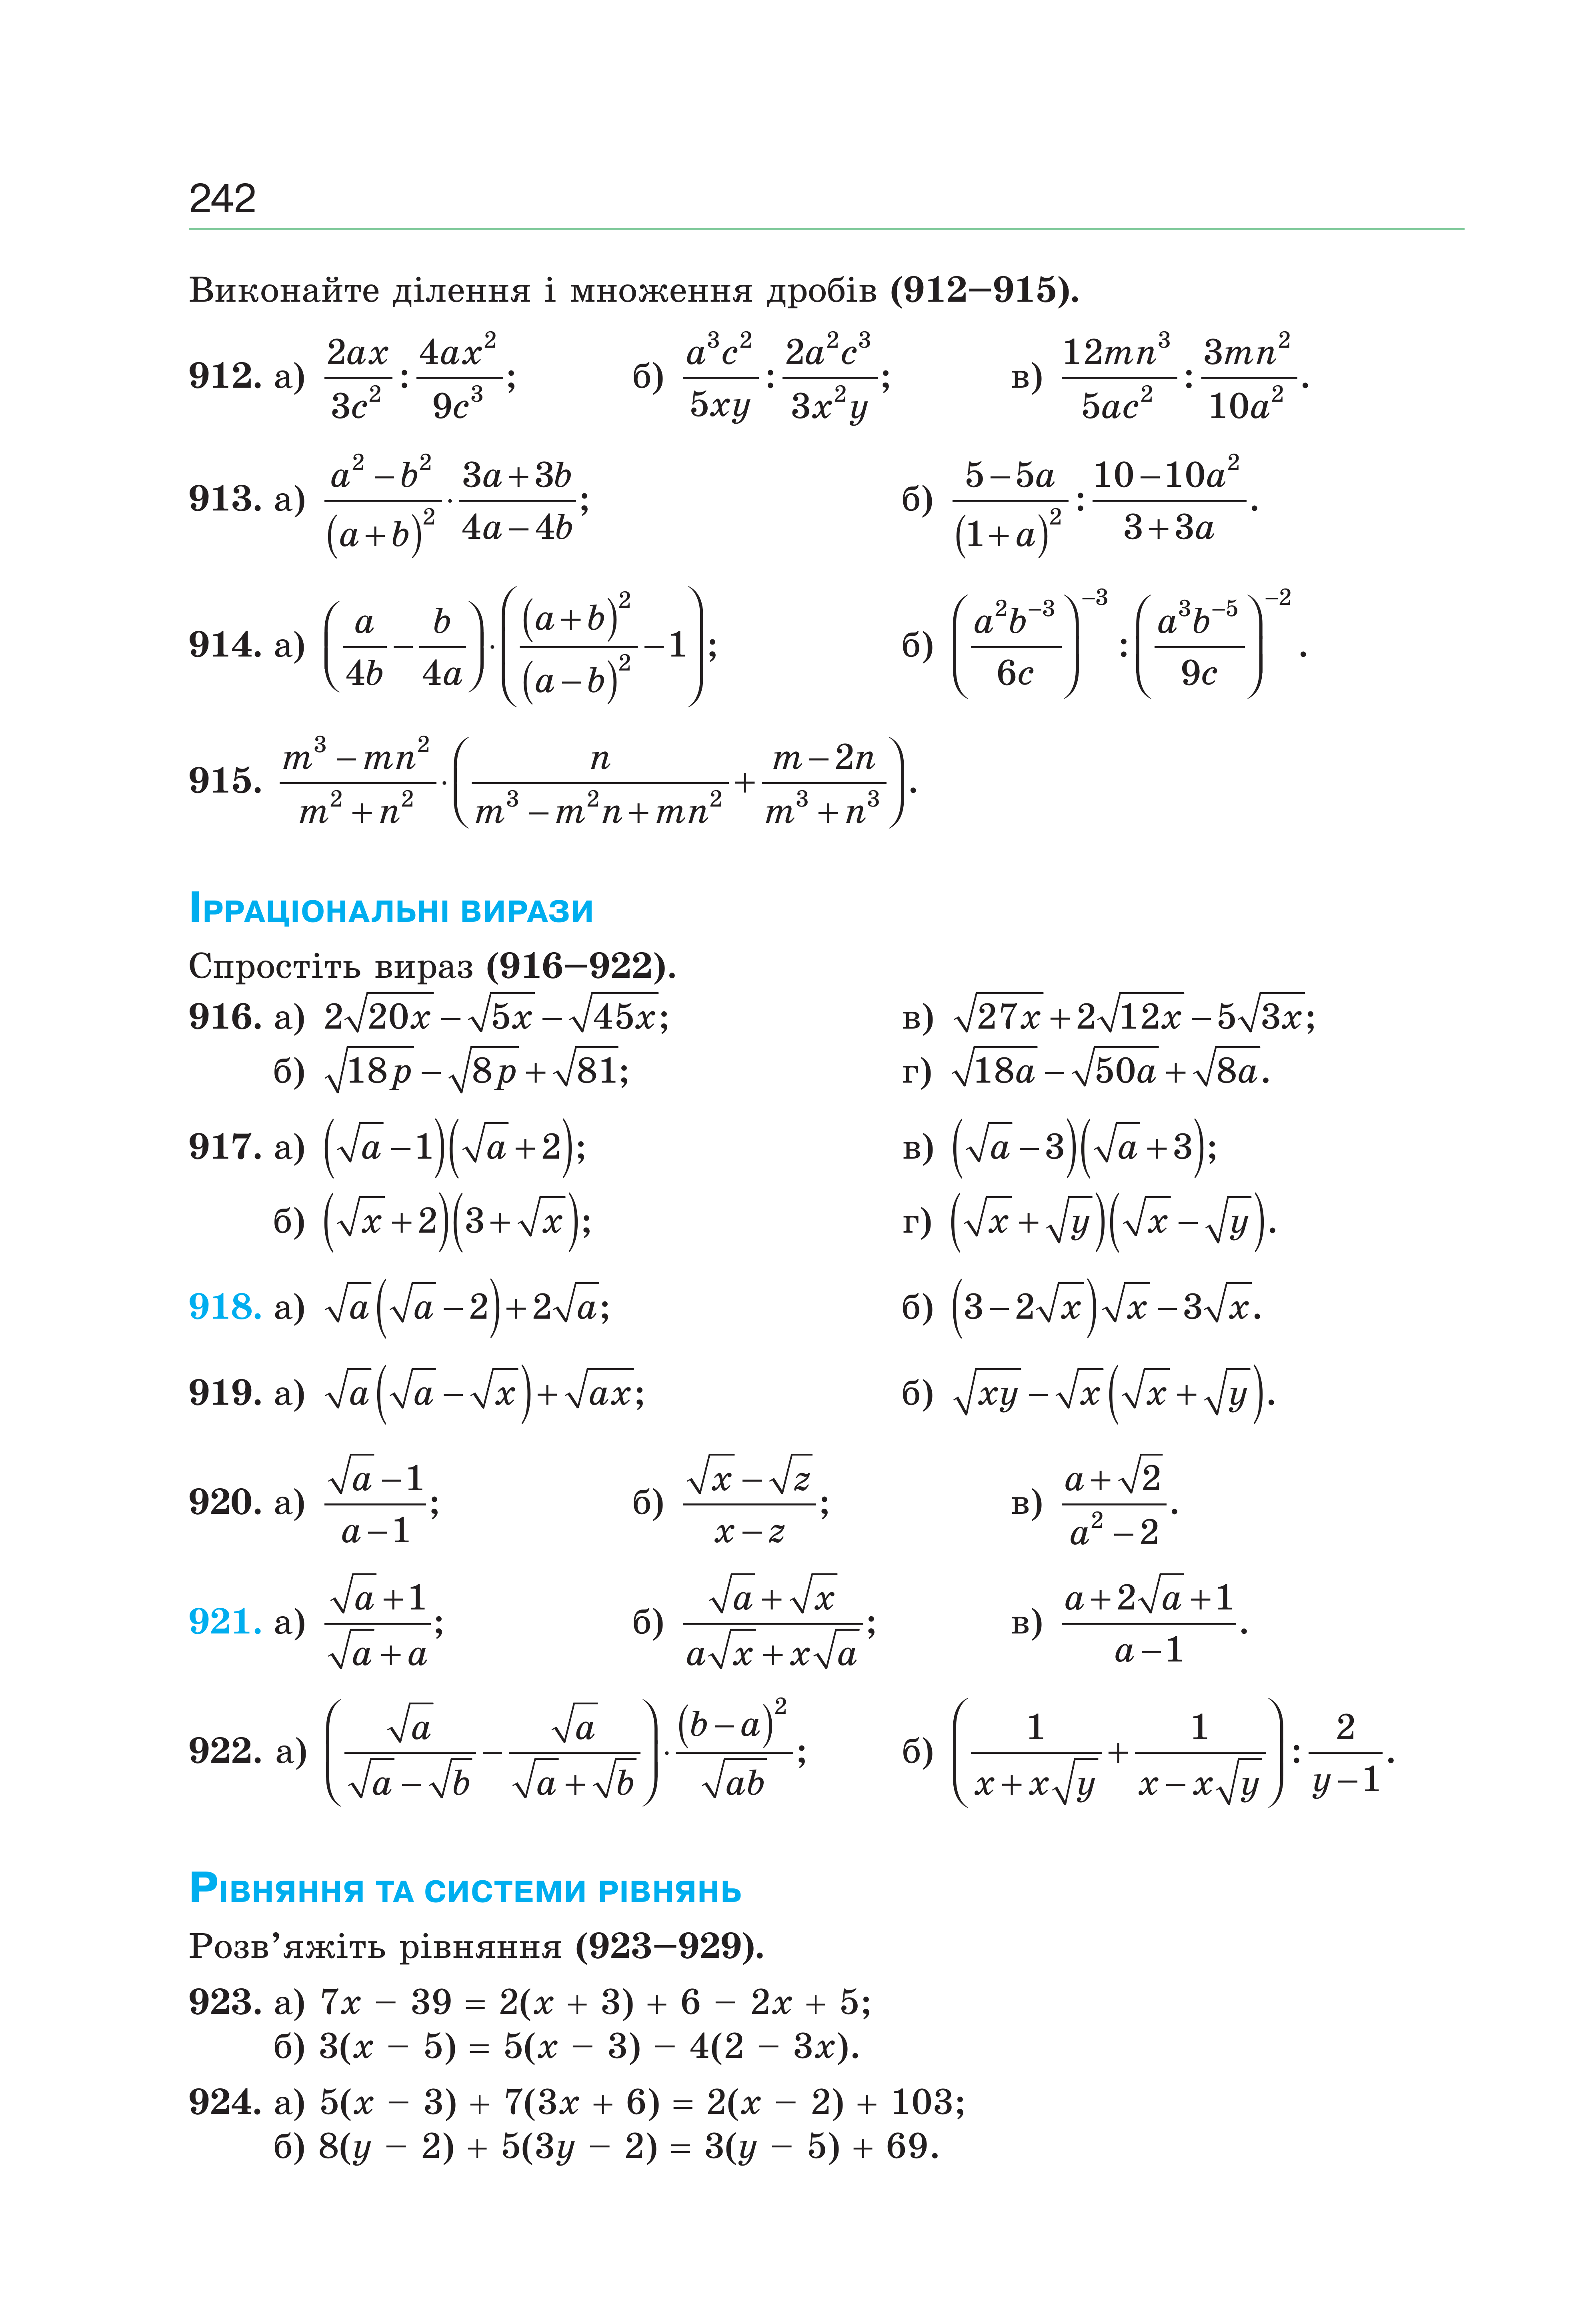 242
Виконайте ділення і множення дробів (912–915).
912. а) $\frac{2ax}{3c^2} : \frac{4ax^2}{9c^3}$; б) $\frac{a^3c^2}{5xy} : \frac{2a^2c^3}{3x^2y}$; в) $\frac{12mn^3}{5ac^2} : \frac{3mn^2}{10a^2}$.
913. а) $\frac{a^2-b^2}{(a+b)^2} \cdot \frac{3a+3b}{4a-4b}$; б) $\frac{5-5a}{(1+a)^2} : \frac{10-10a^2}{3+3a}$.
914. а) $\left(\frac{a}{4b}-\frac{b}{4a}\right) \cdot \left(\frac{(a+b)^2}{(a-b)^2}-1\right)$; б) $\left(\frac{a^2b^{-3}}{6c}\right)^{-3} : \left(\frac{a^3b^{-5}}{9c}\right)^{-2}$.
915. $\frac{m^3-mn^2}{m^2+n^2} \cdot \left(\frac{n}{m^3-m^2n+mn^2}+\frac{m-2n}{m^3+n^3}\right)$.
ІРРАЦІОНАЛЬНІ ВИРАЗИ
Спростіть вираз (916–922).
916. а) $2\sqrt{20x}-\sqrt{5x}-\sqrt{45x}$; в) $\sqrt{27x}+2\sqrt{12x}-5\sqrt{3x}$;
б) $\sqrt{18p}-\sqrt{8p}+\sqrt{81}$; г) $\sqrt{18a}-\sqrt{50a}+\sqrt{8a}$.
917. а) $(\sqrt{a}-1)(\sqrt{a}+2)$; в) $(\sqrt{a}-3)(\sqrt{a}+3)$;
б) $(\sqrt{x}+2)(3+\sqrt{x})$; г) $(\sqrt{x}+\sqrt{y})(\sqrt{x}-\sqrt{y})$.
918. а) $\sqrt{a}(\sqrt{a}-2)+2\sqrt{a}$; б) $(3-2\sqrt{x})\sqrt{x}-3\sqrt{x}$.
919. а) $\sqrt{a}(\sqrt{a}-\sqrt{x})+\sqrt{ax}$; б) $\sqrt{xy}-\sqrt{x}(\sqrt{x}+\sqrt{y})$.
920. а) $\frac{\sqrt{a}-1}{a-1}$; б) $\frac{\sqrt{x}-\sqrt{z}}{x-z}$; в) $\frac{a+\sqrt{2}}{a^2-2}$.
921. а) $\frac{\sqrt{a}+1}{\sqrt{a}+a}$; б) $\frac{\sqrt{a}+\sqrt{x}}{a\sqrt{x}+x\sqrt{a}}$; в) $\frac{a+2\sqrt{a}+1}{a-1}$.
922. а) $\left(\frac{\sqrt{a}}{\sqrt{a}-\sqrt{b}}-\frac{\sqrt{a}}{\sqrt{a}+\sqrt{b}}\right) \cdot \frac{(b-a)^2}{\sqrt{ab}}$; б) $\left(\frac{1}{x+x\sqrt{y}}+\frac{1}{x-x\sqrt{y}}\right) : \frac{2}{y-1}$.
РІВНЯННЯ ТА СИСТЕМИ РІВНЯНЬ
Розв’яжіть рівняння (923–929).
923. а) 7x − 39 = 2(x + 3) + 6 − 2x + 5;
б) 3(x − 5) = 5(x − 3) − 4(2 − 3x).
924. а) 5(x − 3) + 7(3x + 6) = 2(x − 2) + 103;
б) 8(y − 2) + 5(3y − 2) = 3(y − 5) + 69.